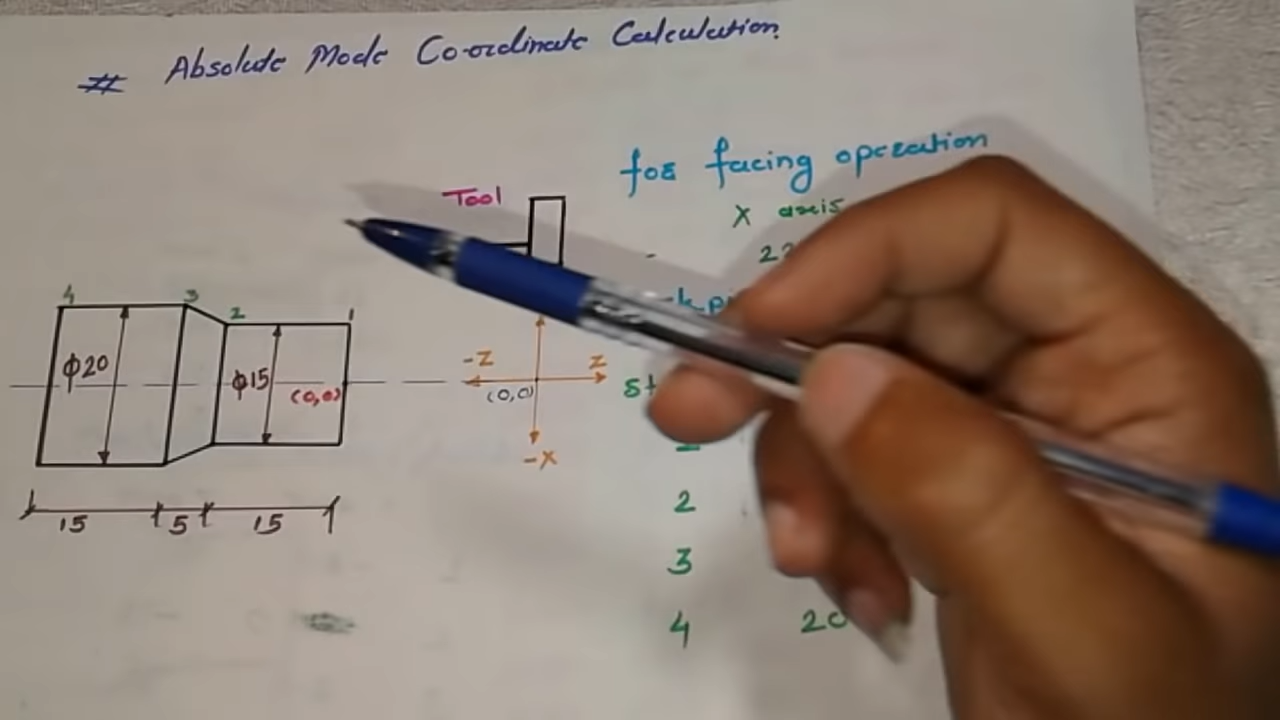 # Absolute Mode Co-ordinate Calculation
for facing operation
X axis
Tool
4 3 2 1
ϕ20 ϕ15 (0,0)
-Z Z
(0,0)
-X
15 5 15
2
3
4 20